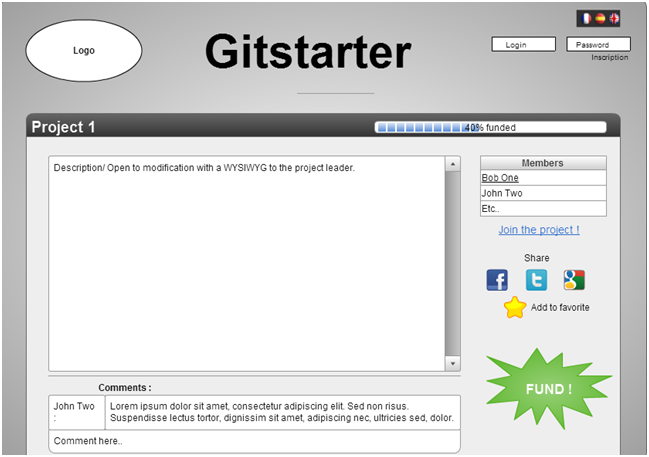 Logo
Gitstarter
Login
Password
Inscription
Project 1
40% funded
Description/ Open to modification with a WYSIWYG to the project leader.
Members
Bob One
John Two
Etc..
Join the project !
Share
f
t
g
Add to favorite
FUND !
Comments :
John Two
:
Lorem ipsum dolor sit amet, consectetur adipiscing elit. Sed non risus.
Suspendisse lectus tortor, dignissim sit amet, adipiscing nec, ultricies sed, dolor.
Comment here..